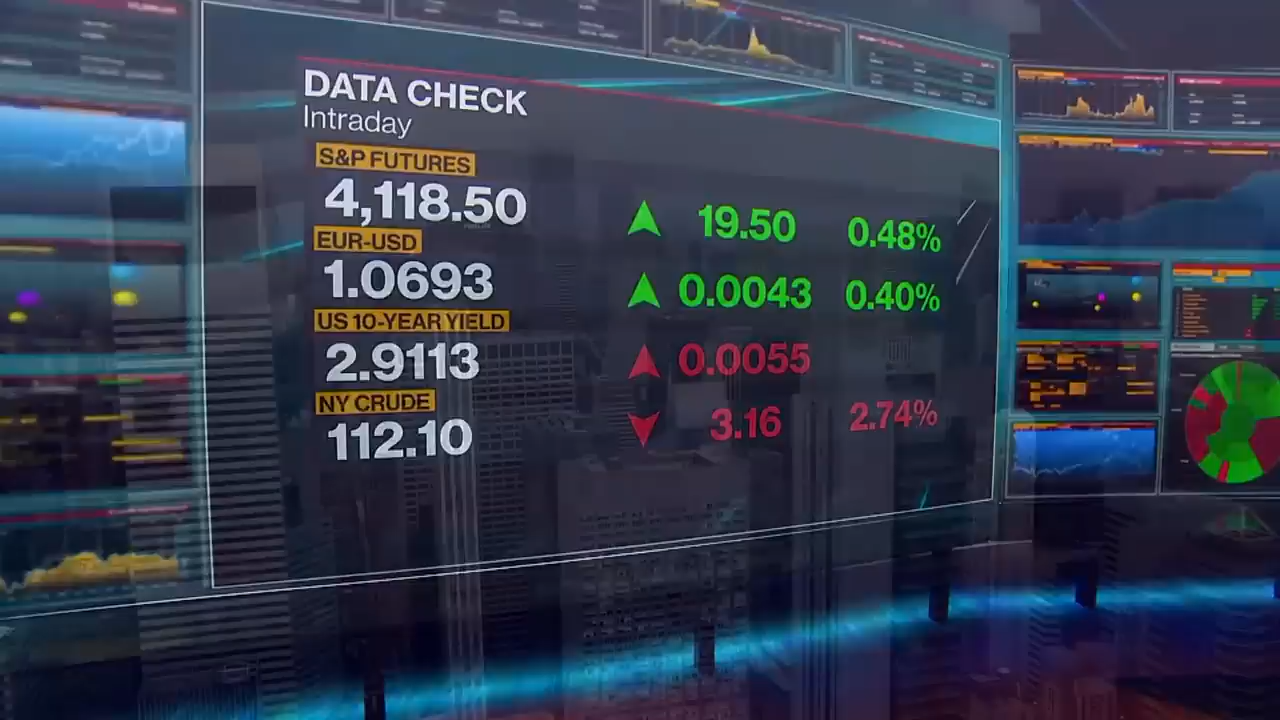 DATA CHECK
Intraday
S&P FUTURES
4,118.50 19.50 0.48%
EUR-USD
1.0693 0.0043 0.40%
US 10-YEAR YIELD
2.9113 0.0055
NY CRUDE
112.10 3.16 2.74%